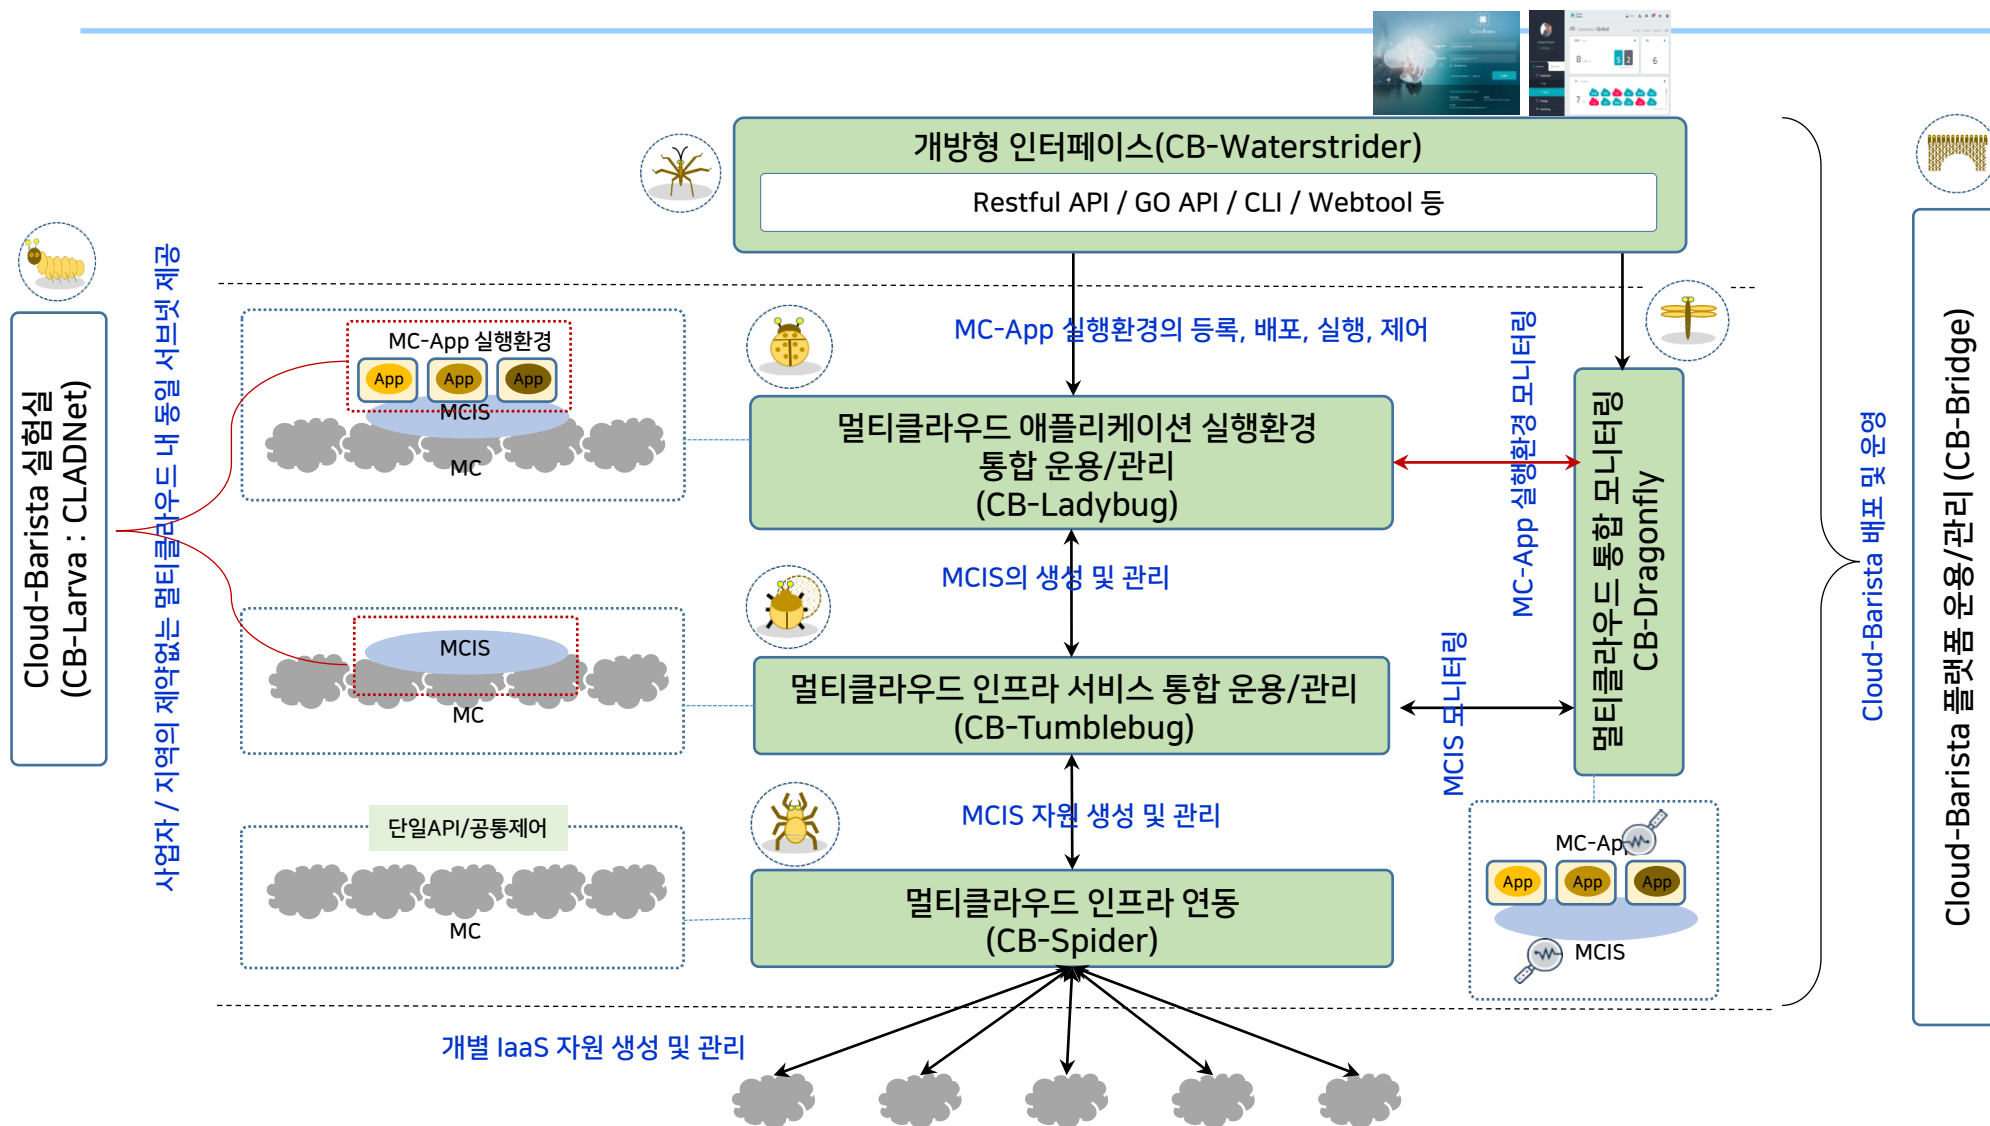 개방형 인터페이스(CB-Waterstrider)
Restful API / GO API / CLI / Webtool 등
Cloud-Barista 실험실
(CB-Larva : CLADNet)
사업자 / 지역의 제약없는 멀티클라우드 내 동일 서브넷 제공
MC-App 실행환경
App
App
App
MCIS
MC
MC-App 실행환경의 등록, 배포, 실행, 제어
멀티클라우드 애플리케이션 실행환경
통합 운용/관리
(CB-Ladybug)
MC-App 실행환경 모니터링
멀티클라우드 통합 모니터링
CB-Dragonfly
MCIS의 생성 및 관리
MCIS
MC
멀티클라우드 인프라 서비스 통합 운용/관리
(CB-Tumblebug)
MCIS 모니터링
MCIS 자원 생성 및 관리
단일API/공통제어
MC
멀티클라우드 인프라 연동
(CB-Spider)
MC-Ap
App
App
App
MCIS
개별 IaaS 자원 생성 및 관리
Cloud-Barista 배포 및 운영
Cloud-Barista 플랫폼 운용/관리 (CB-Bridge)